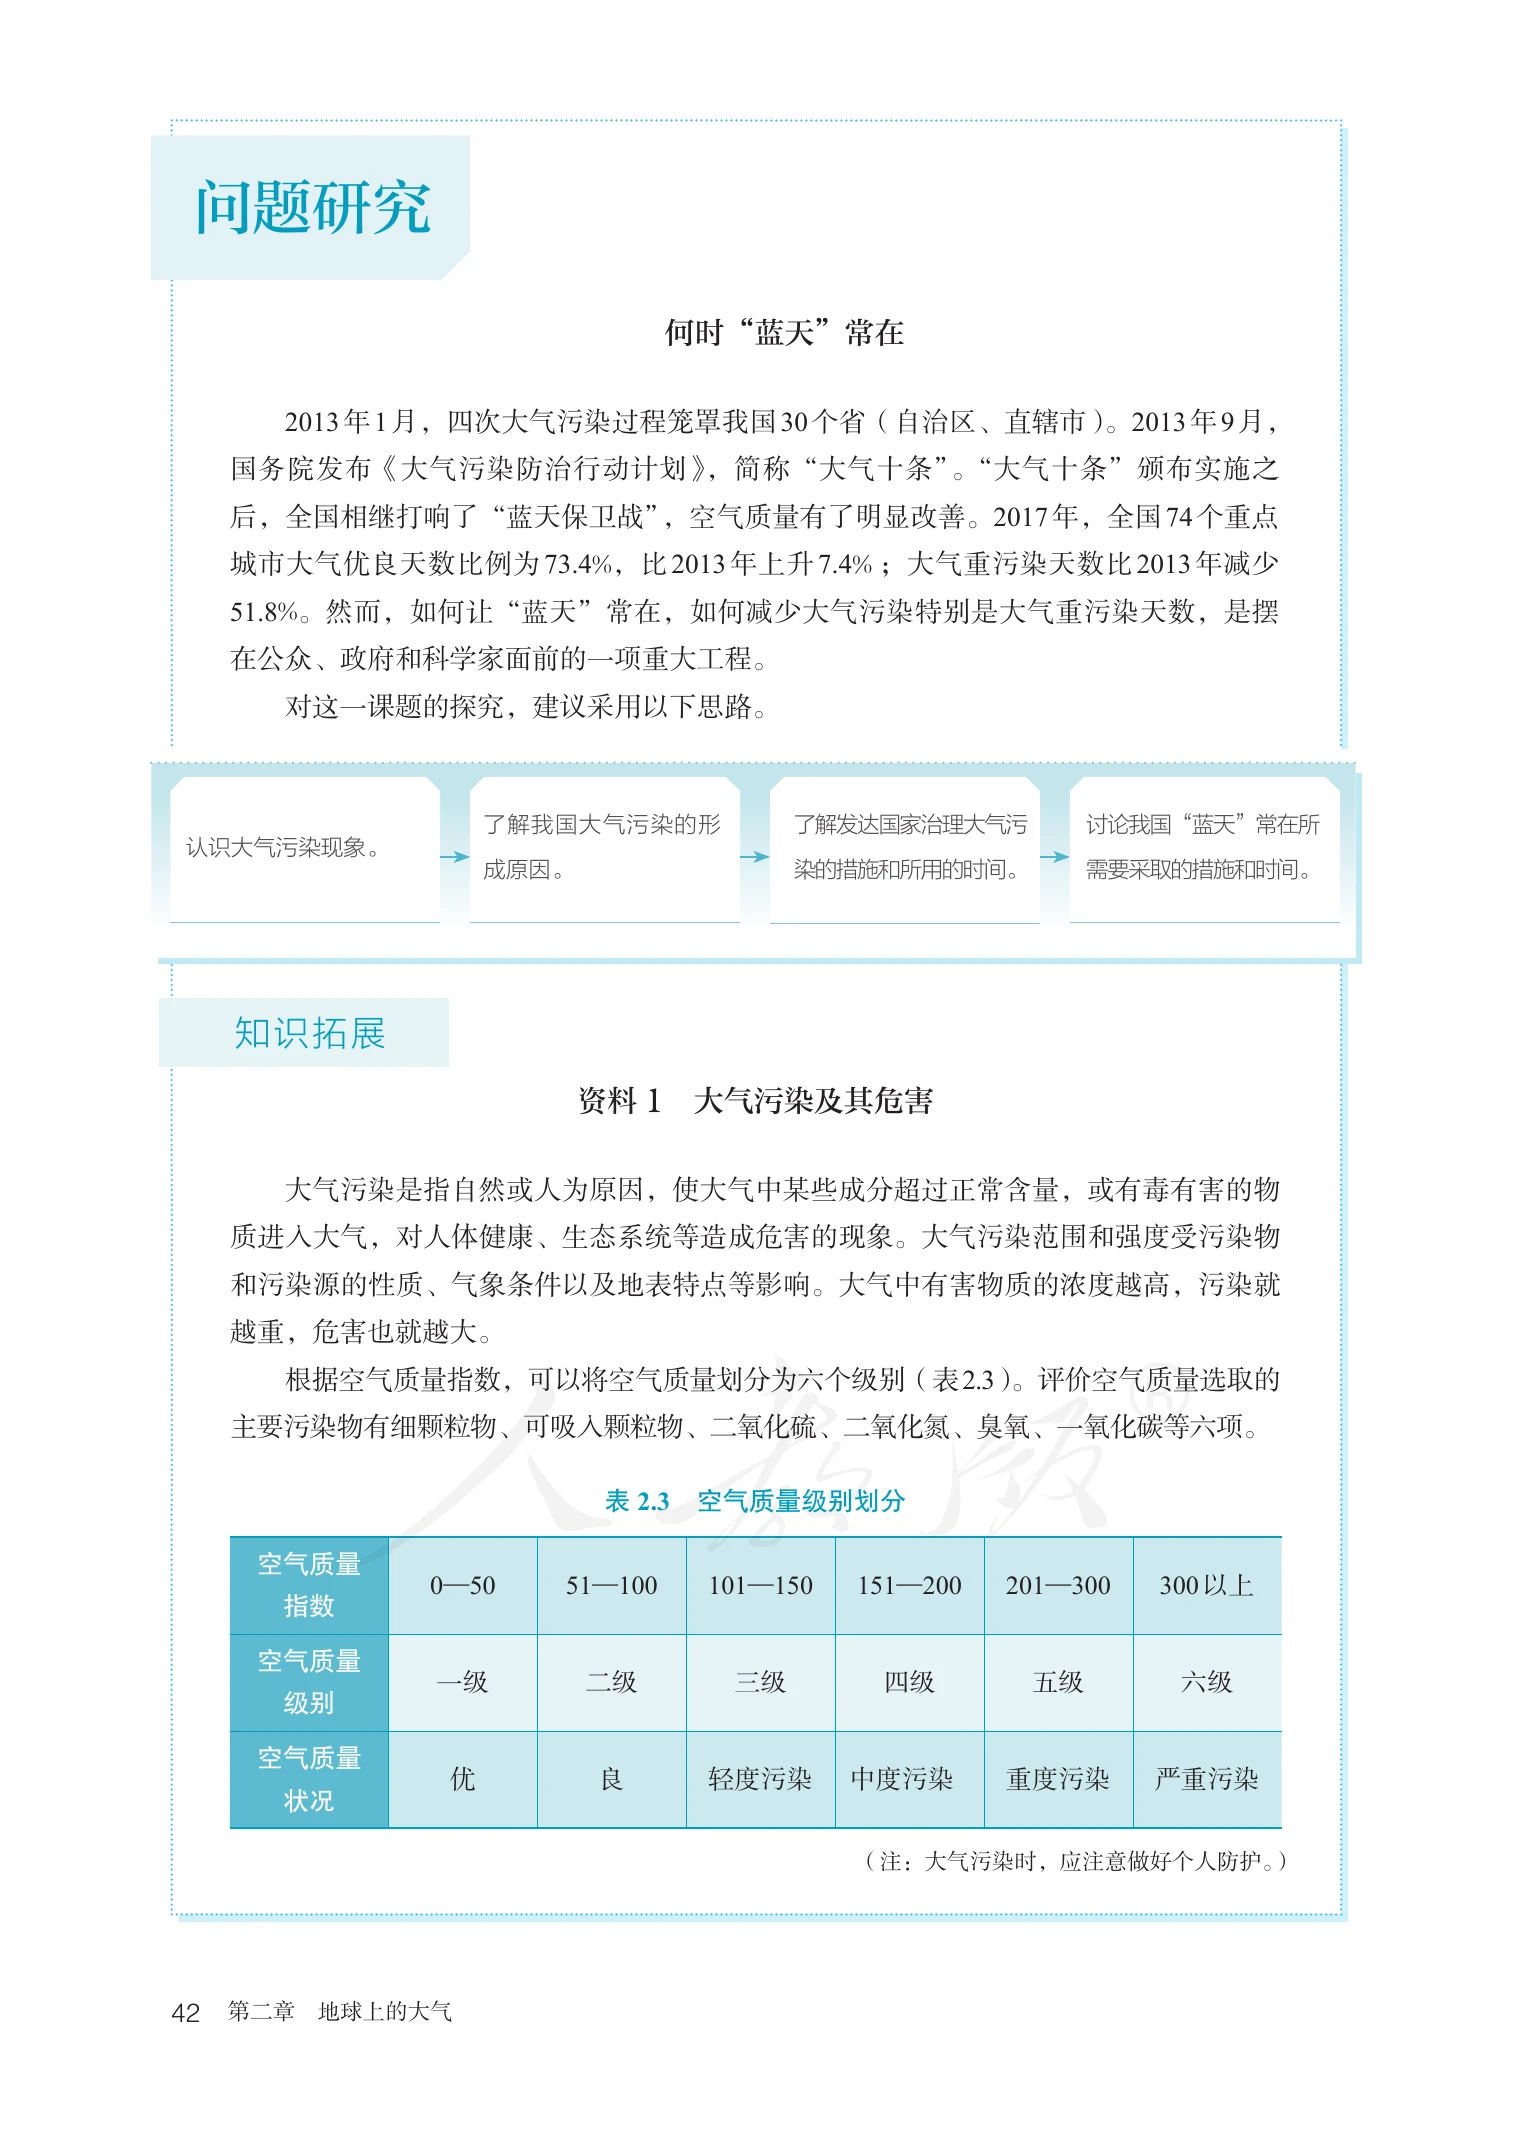 问题研究
何时“蓝天”常在
2013年1月，四次大气污染过程笼罩我国30个省（自治区、直辖市）。2013年9月，
国务院发布《大气污染防治行动计划》，简称“大气十条”。“大气十条”颁布实施之
后，全国相继打响了“蓝天保卫战”，空气质量有了明显改善。2017年，全国74个重点
城市大气优良天数比例为73.4%，比2013年上升7.4%；大气重污染天数比2013年减少
51.8%。然而，如何让“蓝天”常在，如何减少大气污染特别是大气重污染天数，是摆
在公众、政府和科学家面前的一项重大工程。
对这一课题的探究，建议采用以下思路。
认识大气污染现象。
了解我国大气污染的形
成原因。
了解发达国家治理大气污
染的措施和所用的时间。
讨论我国“蓝天”常在所
需要采取的措施和时间。
知识拓展
资料1 大气污染及其危害
大气污染是指自然或人为原因，使大气中某些成分超过正常含量，或有毒有害的物
质进入大气，对人体健康、生态系统等造成危害的现象。大气污染范围和强度受污染物
和污染源的性质、气象条件以及地表特点等影响。大气中有害物质的浓度越高，污染就
越重，危害也就越大。
根据空气质量指数，可以将空气质量划分为六个级别（表2.3）。评价空气质量选取的
主要污染物有细颗粒物、可吸入颗粒物、二氧化硫、二氧化氮、臭氧、一氧化碳等六项。
人教版®
表 2.3 空气质量级别划分
空气质量
指数
0—50 51—100 101—150 151—200 201—300 300以上
空气质量
级别
一级 二级 三级 四级 五级 六级
空气质量
状况
优 良 轻度污染 中度污染 重度污染 严重污染
（注：大气污染时，应注意做好个人防护。）
42 第二章 地球上的大气